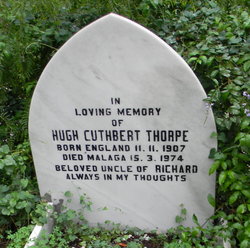 IN
LOVING MEMORY
OF
HUGH CUTHBERT THORPE
BORN ENGLAND 11. 11. 1907
DIED MALAGA 15. 3. 1974
BELOVED UNCLE OF RICHARD
ALWAYS IN MY THOUGHTS